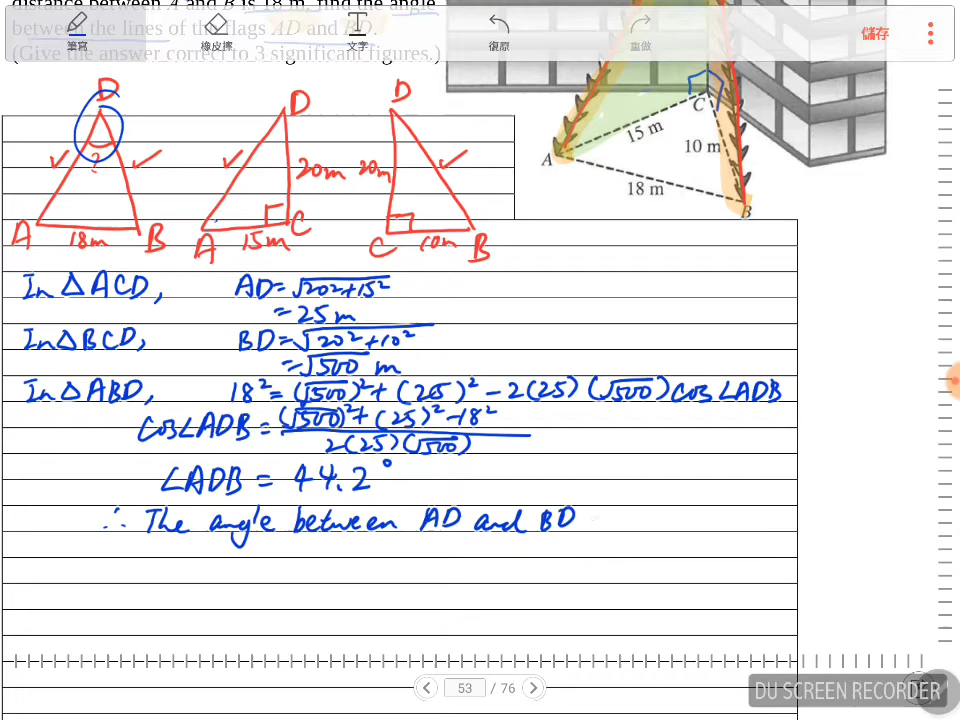 distance between A and B is 18 m, find the angle
between the lines of the flags AD and BD.
(Give the answer correct to 3 significant figures.)
筆寫
橡皮擦
文字
復原
重做
儲存
D
?
A
18m
B
D
20m
A
15m
C
D
20m
C
10m
B
C
15 m
10 m
A
18 m
B
In △ACD, AD = √20²+15²
= 25 m
In △BCD, BD = √20²+10²
= √500 m
In △ABD, 18² = (√500)² + (25)² - 2(25)(√500) cos∠ADB
cos∠ADB = (√500)² + (25)² - 18²
2(25)(√500)
∠ADB = 44.2°
∴ The angle between AD and BD
53 / 76
DU SCREEN RECORDER